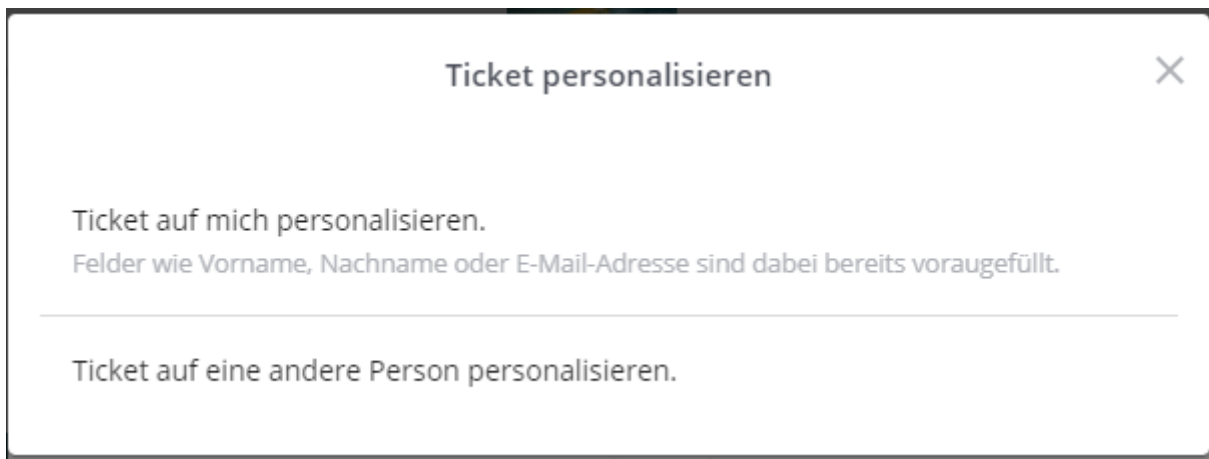 Ticket personalisieren
Ticket auf mich personalisieren.
Felder wie Vorname, Nachname oder E-Mail-Adresse sind dabei bereits voraugefüllt.
Ticket auf eine andere Person personalisieren.